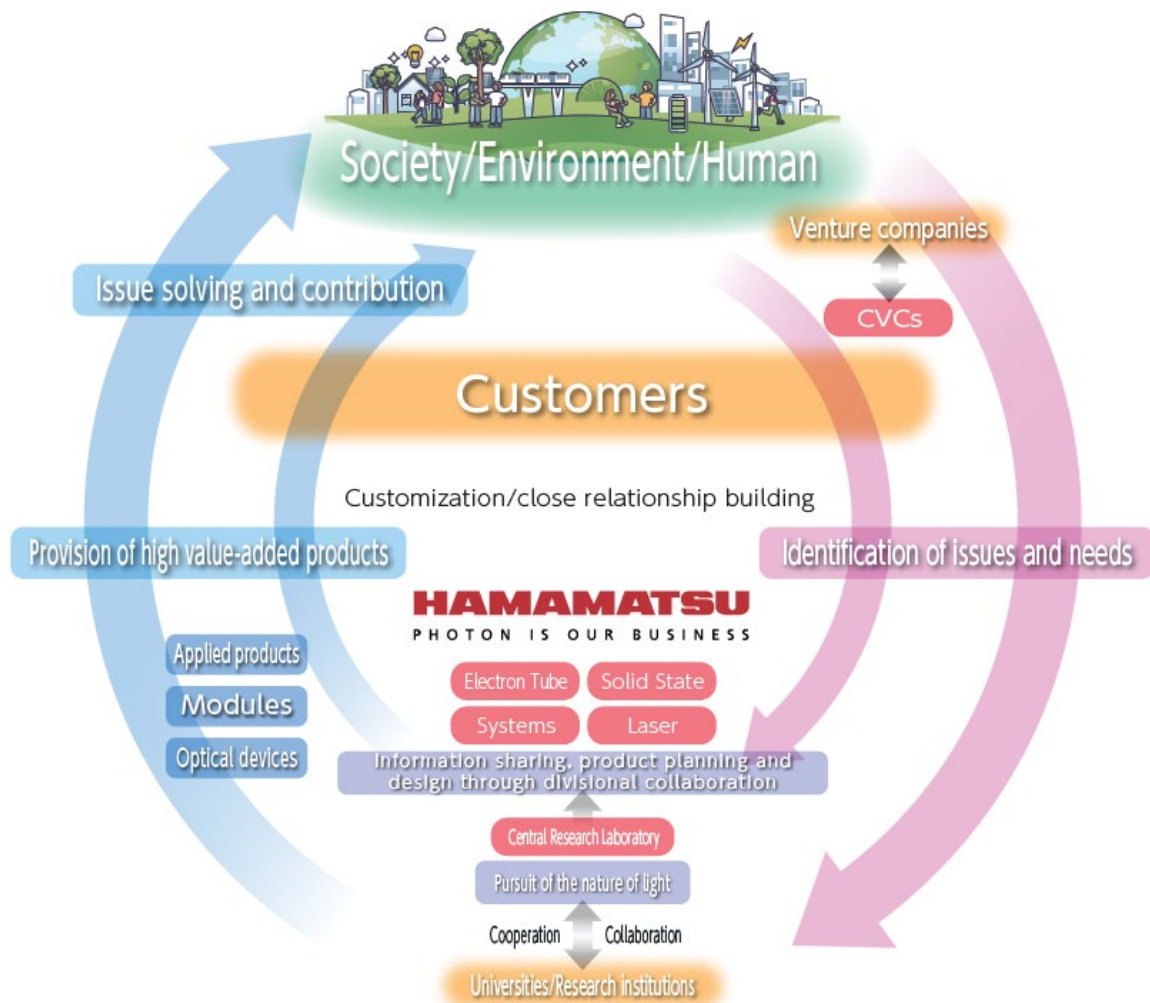 Society/Environment/Human
Venture companies
Issue solving and contribution
CVCs
Customers
Customization/close relationship building
Provision of high value-added products
Identification of issues and needs
HAMAMATSU
PHOTON IS OUR BUSINESS
Applied products
Modules
Optical devices
Electron Tube
Solid State
Systems
Laser
Information sharing, product planning and
design through divisional collaboration
Central Research Laboratory
Pursuit of the nature of light
Cooperation
Collaboration
Universities/Research institutions